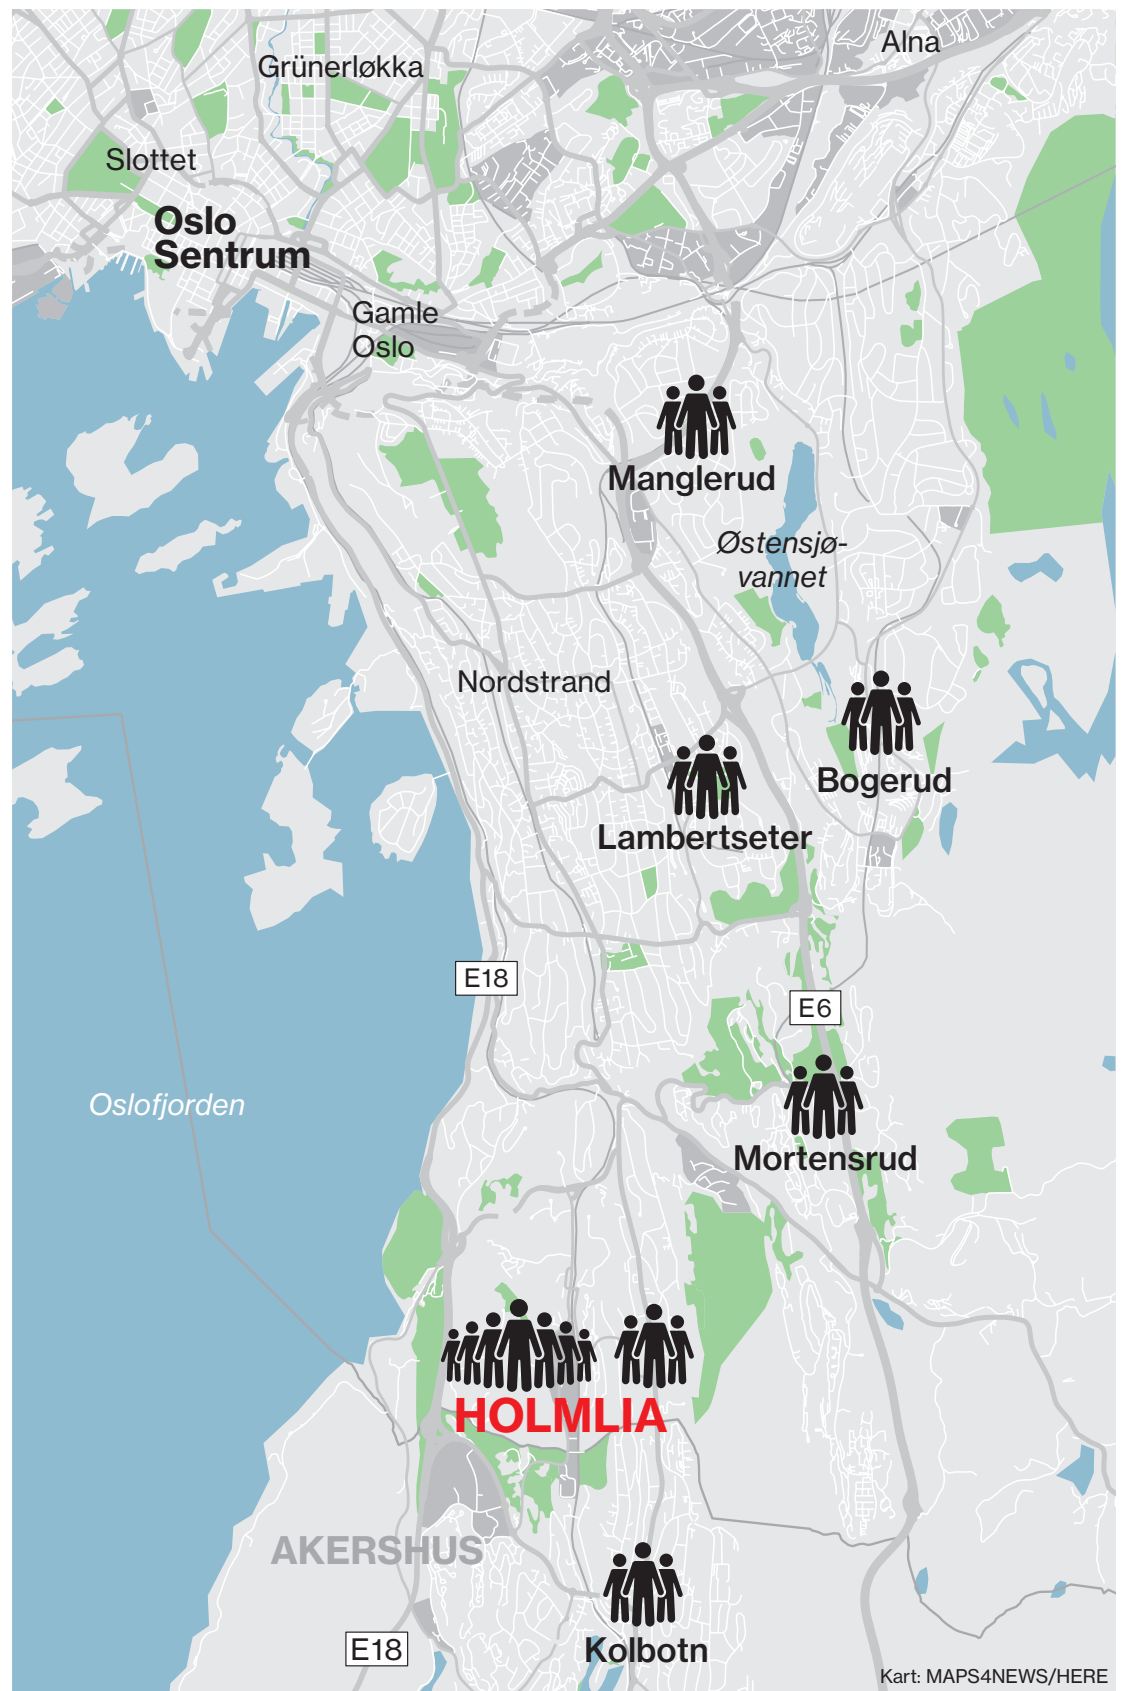 Alna
Grünerløkka
Slottet
Oslo
Sentrum
Gamle
Oslo
Manglerud
Østensjø-
vannet
Nordstrand
Bogerud
Lambertseter
E18
E6
Oslofjorden
Mortensrud
HOLMLIA
AKERSHUS
E18
Kolbotn
Kart: MAPS4NEWS/HERE